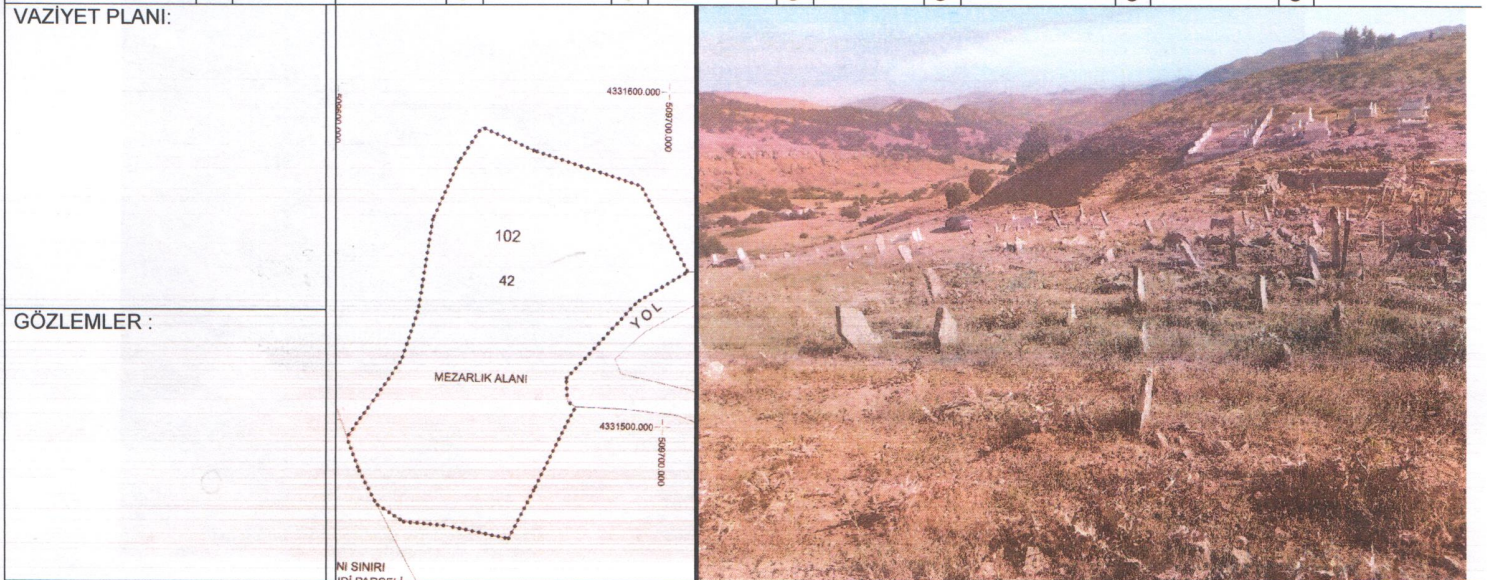 VAZİYET PLANI:
GÖZLEMLER :
4331600.000
509700.000
102
42
YOL
MEZARLIK ALANI
4331500.000
509700.000
NI SINIRI